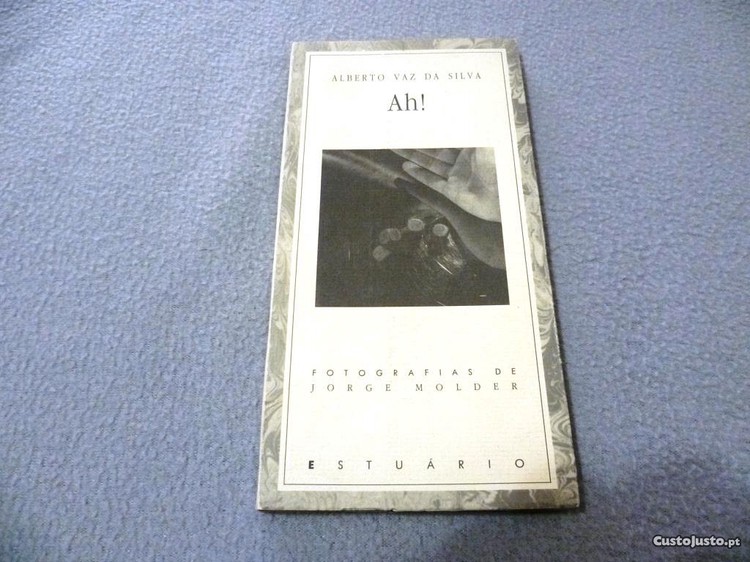 ALBERTO VAZ DA SILVA
Ah!
FOTOGRAFIAS DE
JORGE MOLDER
ESTUÁRIO
CustoJusto.pt